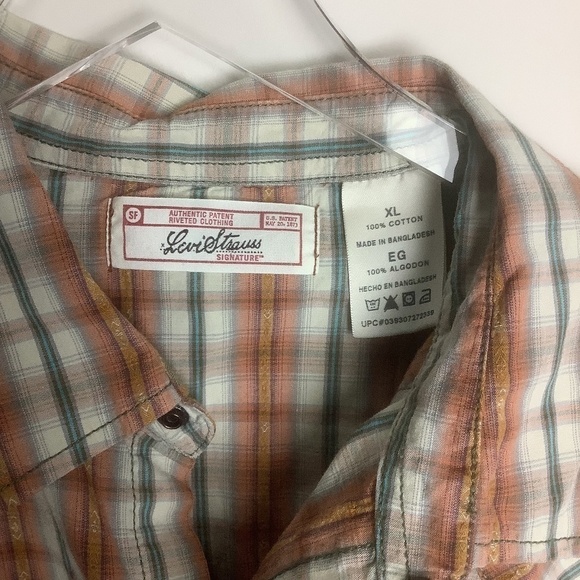 SF
AUTHENTIC PATENT
RIVETED CLOTHING
U.S. PATENT
MAY 20, 1873
Levi Strauss
SIGNATURE™
XL
100% COTTON
MADE IN BANGLADESH
EG
100% ALGODON
HECHO EN BANGLADESH